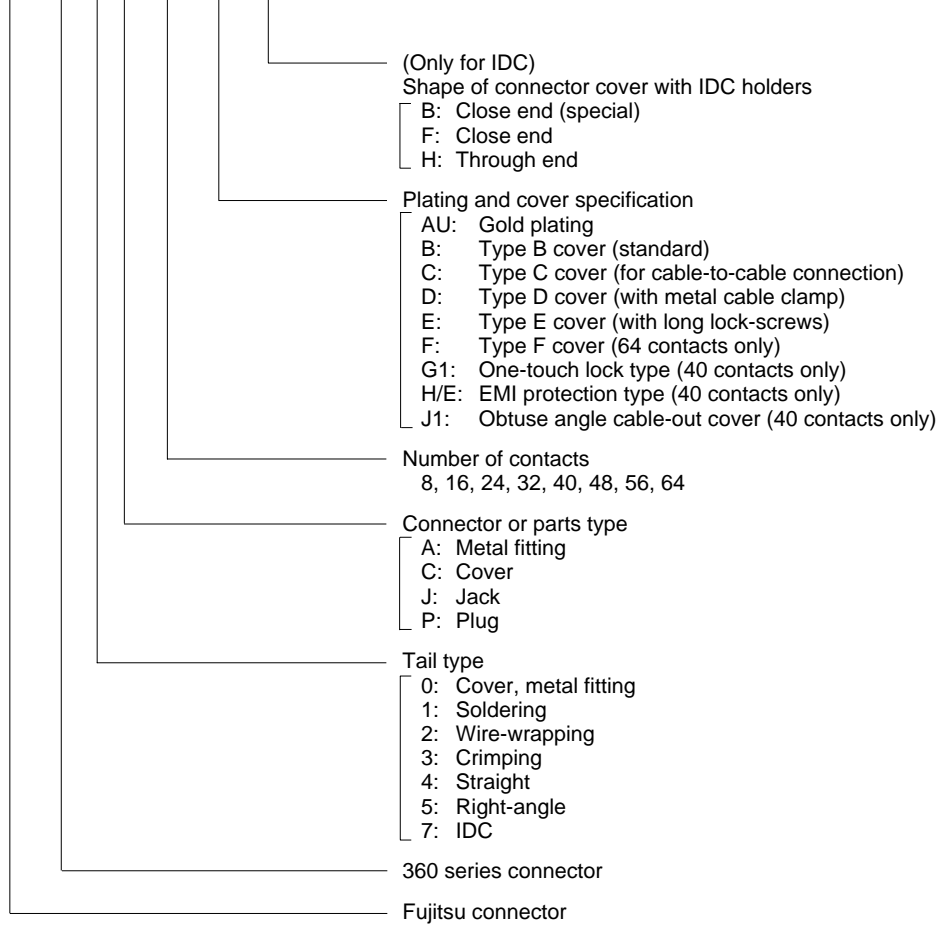 (Only for IDC)
Shape of connector cover with IDC holders
B: Close end (special)
F: Close end
H: Through end
Plating and cover specification
AU: Gold plating
B: Type B cover (standard)
C: Type C cover (for cable-to-cable connection)
D: Type D cover (with metal cable clamp)
E: Type E cover (with long lock-screws)
F: Type F cover (64 contacts only)
G1: One-touch lock type (40 contacts only)
H/E: EMI protection type (40 contacts only)
J1: Obtuse angle cable-out cover (40 contacts only)
Number of contacts
8, 16, 24, 32, 40, 48, 56, 64
Connector or parts type
A: Metal fitting
C: Cover
J: Jack
P: Plug
Tail type
0: Cover, metal fitting
1: Soldering
2: Wire-wrapping
3: Crimping
4: Straight
5: Right-angle
7: IDC
360 series connector
Fujitsu connector